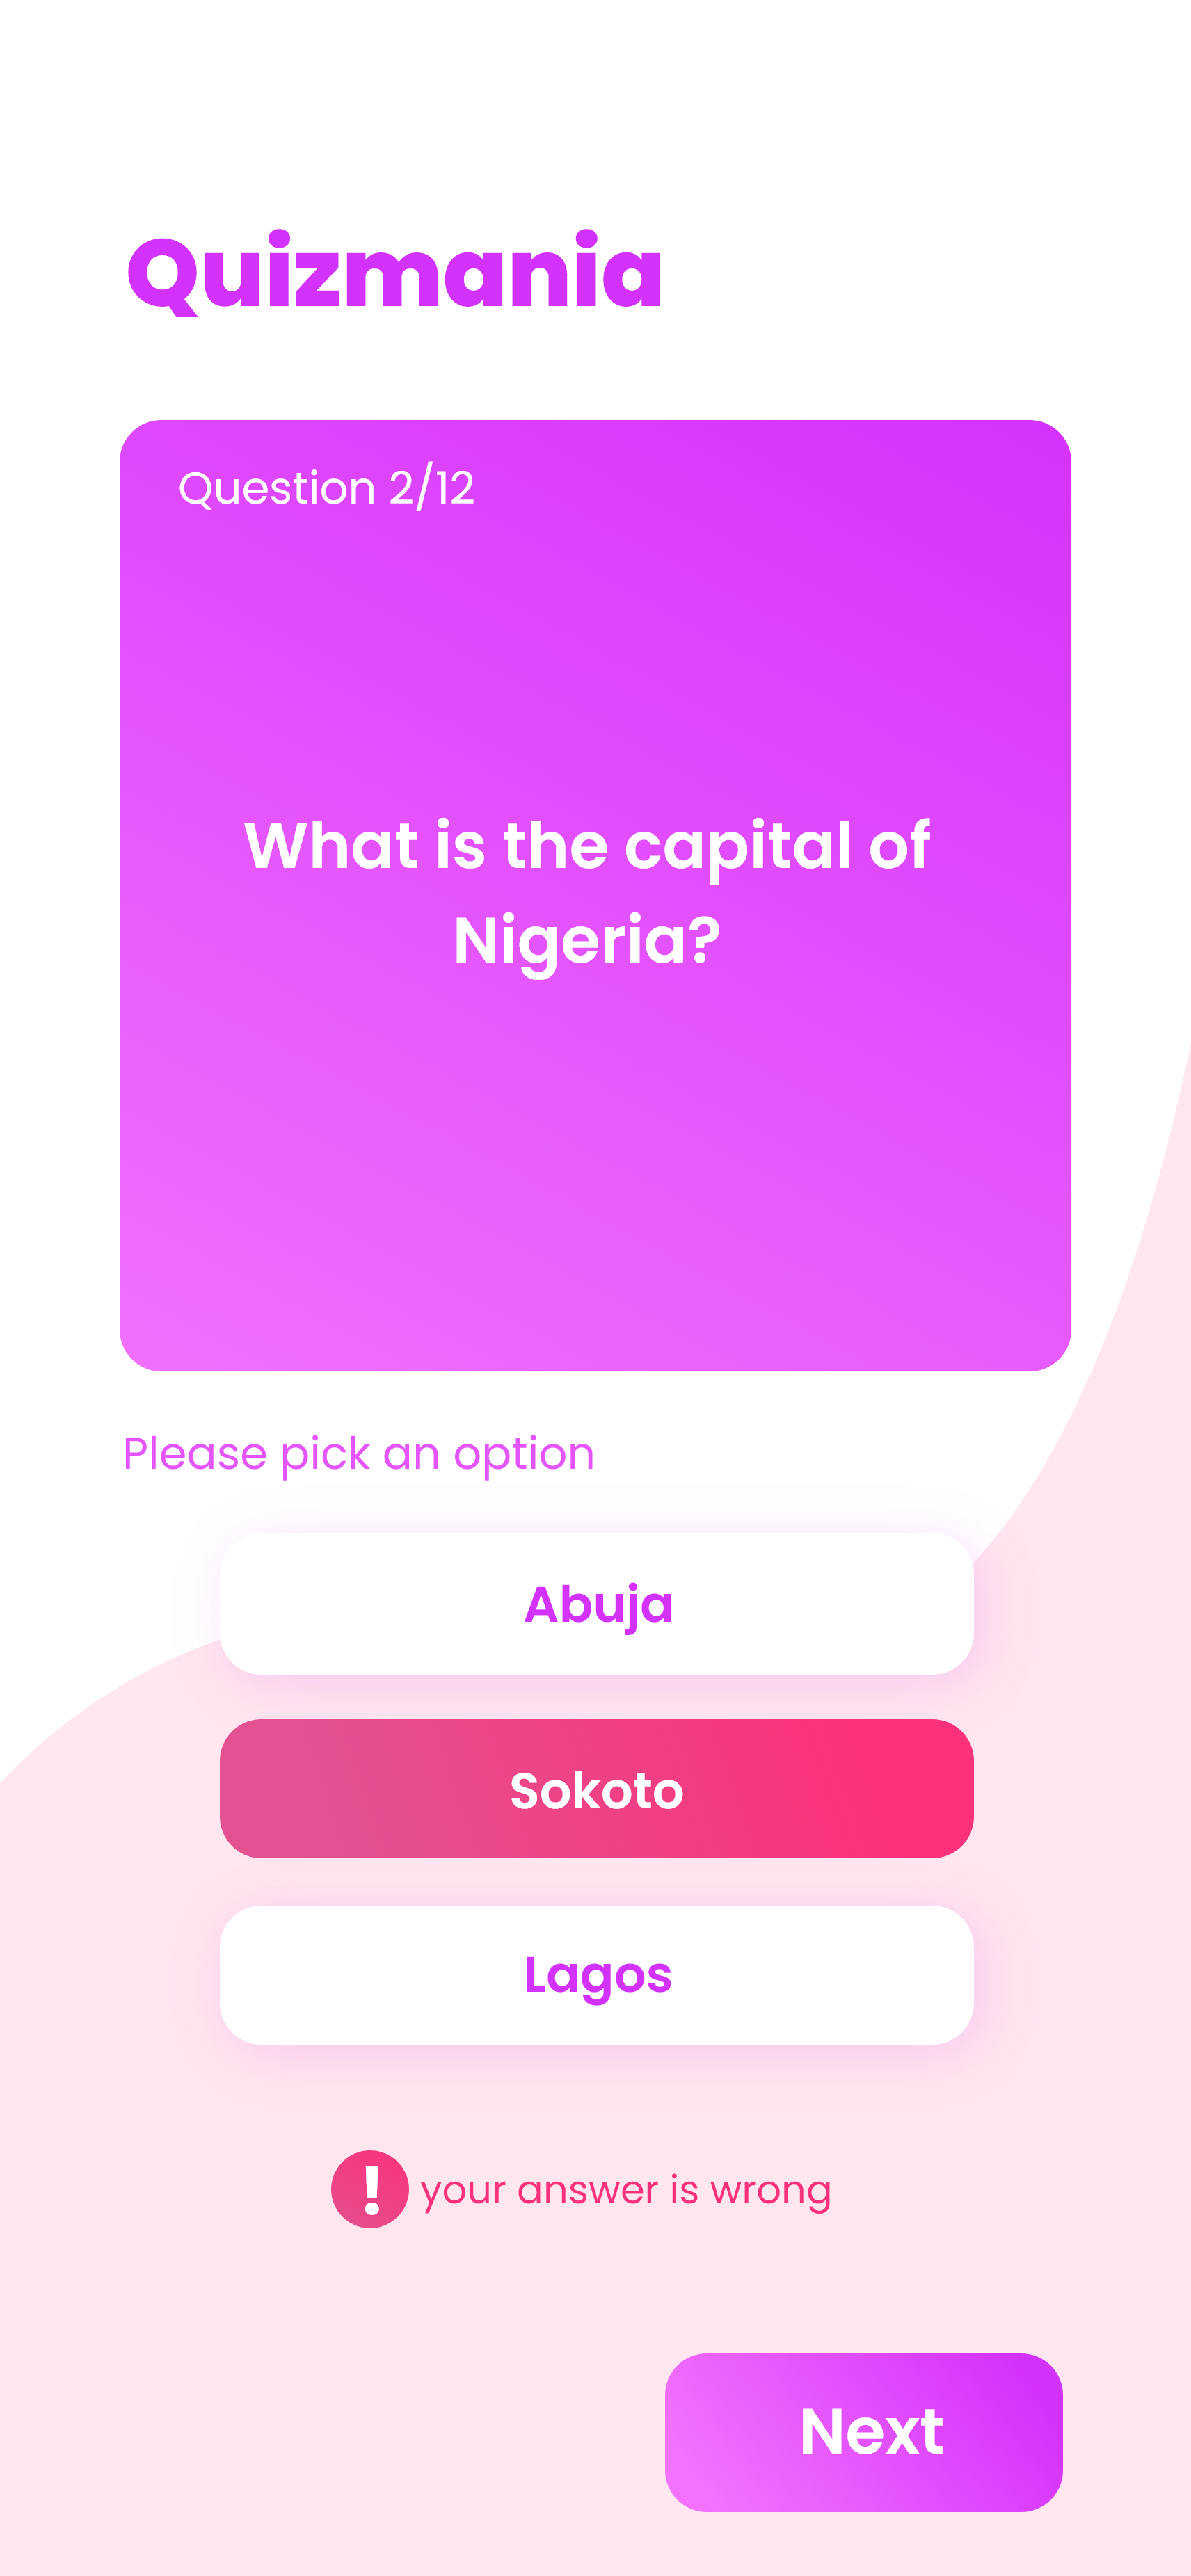 Quizmania
Question 2/12
What is the capital of
Nigeria?
Please pick an option
Abuja
Sokoto
Lagos
! your answer is wrong
Next